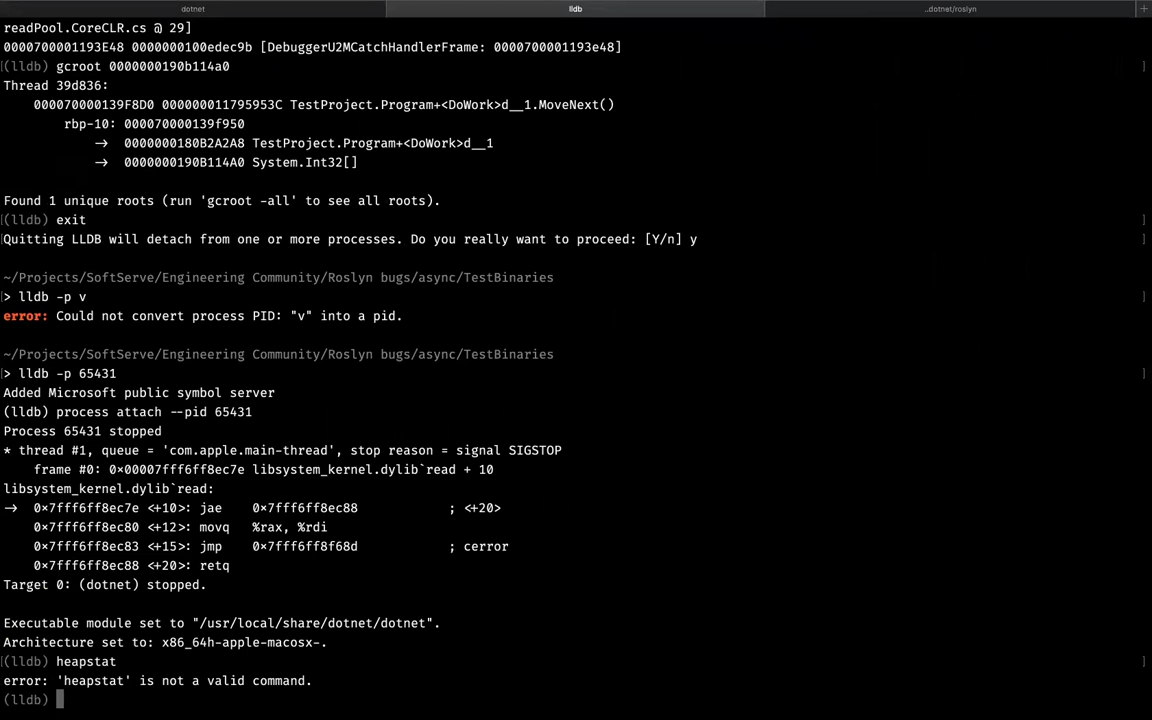 dotnet
lldb
..dotnet/roslyn
+
readPool.CoreCLR.cs @ 29]
0000700001193E48 0000000100edec9b [DebuggerU2MCatchHandlerFrame: 0000700001193e48]
(lldb) gcroot 0000000190b114a0
Thread 39d836:
000070000139F8D0 000000011795953C TestProject.Program+<DoWork>d__1.MoveNext()
rbp-10: 000070000139f950
-> 0000000180B2A2A8 TestProject.Program+<DoWork>d__1
-> 0000000190B114A0 System.Int32[]
Found 1 unique roots (run 'gcroot -all' to see all roots).
(lldb) exit
Quitting LLDB will detach from one or more processes. Do you really want to proceed: [Y/n] y
~/Projects/SoftServe/Engineering Community/Roslyn bugs/async/TestBinaries
> lldb -p v
error: Could not convert process PID: "v" into a pid.
~/Projects/SoftServe/Engineering Community/Roslyn bugs/async/TestBinaries
> lldb -p 65431
Added Microsoft public symbol server
(lldb) process attach --pid 65431
Process 65431 stopped
* thread #1, queue = 'com.apple.main-thread', stop reason = signal SIGSTOP
frame #0: 0x00007fff6ff8ec7e libsystem_kernel.dylib`read + 10
libsystem_kernel.dylib`read:
-> 0x7fff6ff8ec7e <+10>: jae 0x7fff6ff8ec88 ; <+20>
0x7fff6ff8ec80 <+12>: movq %rax, %rdi
0x7fff6ff8ec83 <+15>: jmp 0x7fff6ff8f68d ; cerror
0x7fff6ff8ec88 <+20>: retq
Target 0: (dotnet) stopped.
Executable module set to "/usr/local/share/dotnet/dotnet".
Architecture set to: x86_64h-apple-macosx-.
(lldb) heapstat
error: 'heapstat' is not a valid command.
(lldb)